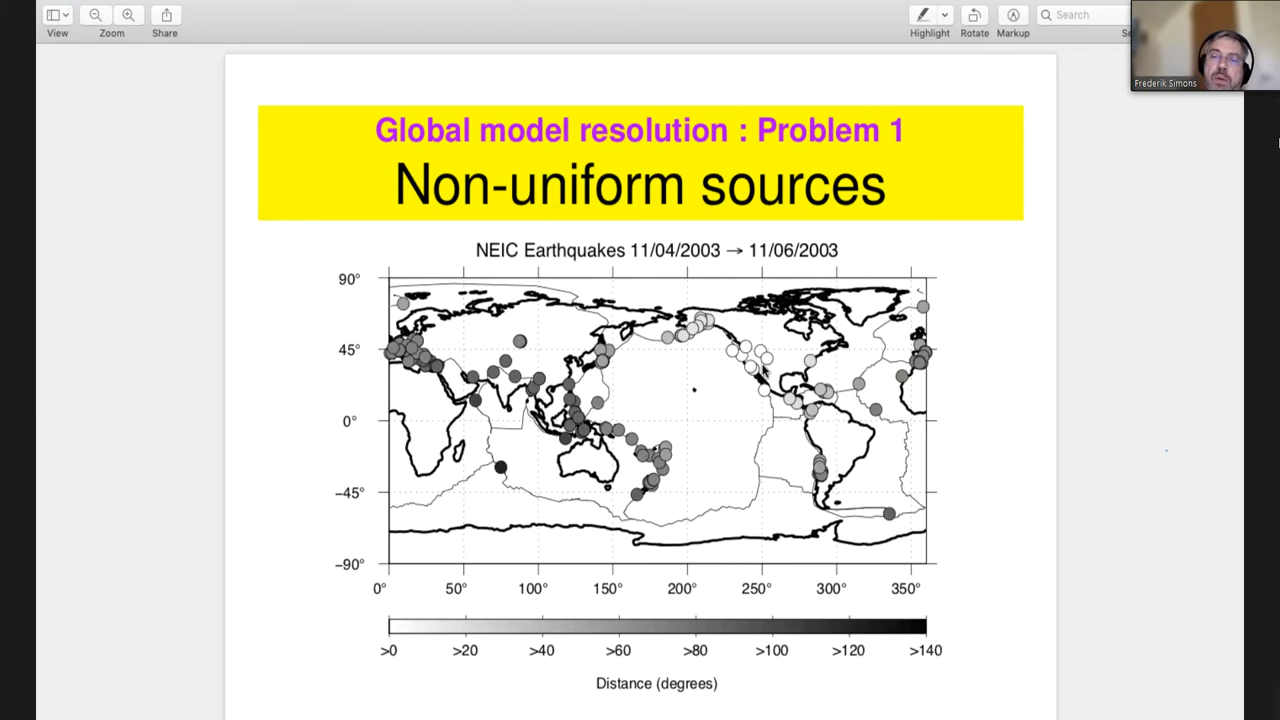 View
Zoom
Share
Highlight
Rotate
Markup
Search
Frederik Simons
Global model resolution : Problem 1
Non-uniform sources
NEIC Earthquakes 11/04/2003 → 11/06/2003
90°
45°
0°
−45°
−90°
0° 50° 100° 150° 200° 250° 300° 350°
>0 >20 >40 >60 >80 >100 >120 >140
Distance (degrees)